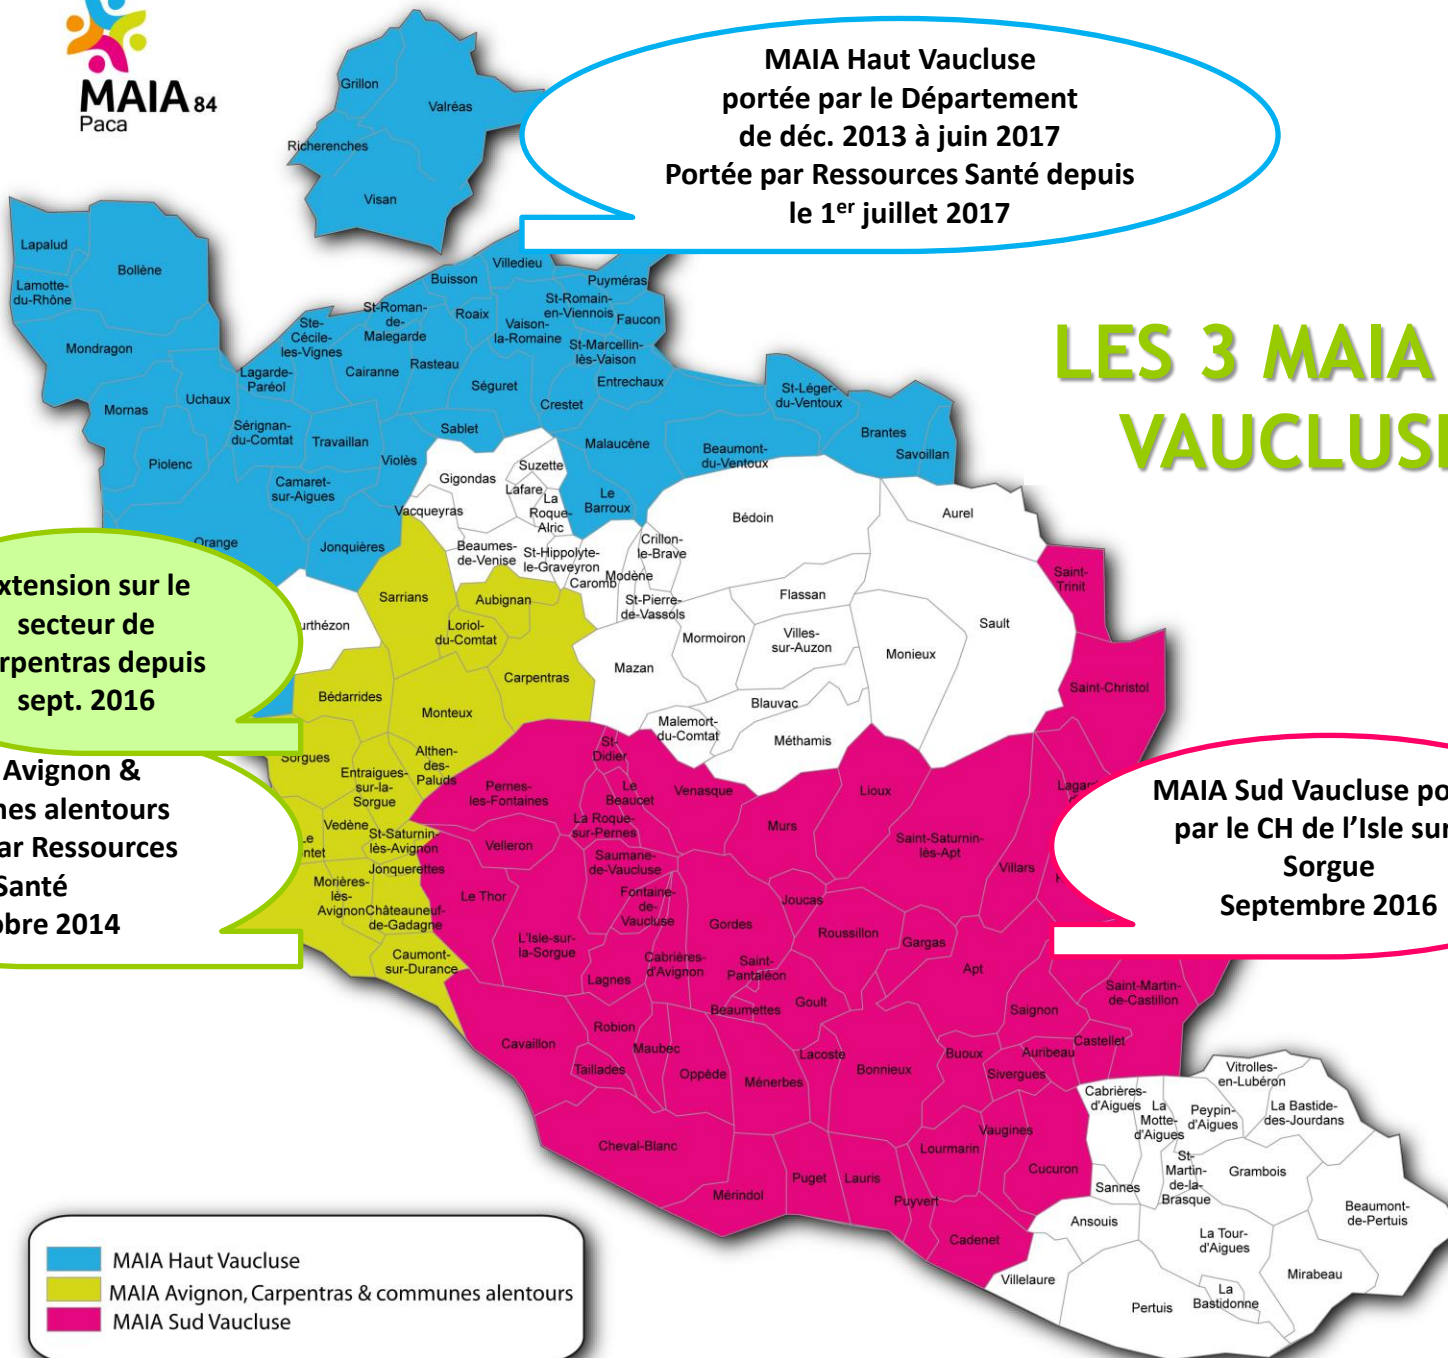 MAIA 84
Paca
MAIA Haut Vaucluse
portée par le Département
de déc. 2013 à juin 2017
Portée par Ressources Santé depuis
le 1er juillet 2017
LES 3 MAIA
VAUCLUSE
Grillon
Valréas
Richerenches
Visan
Lapalud
Bollène
Lamotte-
du-Rhône
Mondragon
Mornas
Uchaux
Piolenc
Ste-
Cécile-
les-Vignes
Lagarde-
Paréol
Sérignan-
du-Comtat
Travaillan
Camaret-
sur-Aigues
Orange
Jonquières
Violès
St-Roman-
de-
Malegarde
Cairanne
Rasteau
Buisson
Roaix
Villedieu
Vaison-
la-Romaine
Puyméras
St-Romain-
en-Viennois
Faucon
St-Marcellin-
lès-Vaison
Entrechaux
Séguret
Crestet
Sablet
Malaucène
Le
Barroux
Beaumont-
du-Ventoux
St-Léger-
du-Ventoux
Brantes
Savoillan
Gigondas
Suzette
Lafare
La
Roque-
Alric
Vacqueyras
Beaumes-
de-Venise
St-Hippolyte-
le-Graveyron
Caromb
Modène
Crillon-
le-Brave
St-Pierre-
de-Vassols
Bédoin
Aurel
Flassan
Mormoiron
Villes-
sur-Auzon
Monieux
Sault
Mazan
Blauvac
Malemort-
du-Comtat
Méthamis
xtension sur le
secteur de
rpentras depuis
sept. 2016
urthézon
Sarrians
Aubignan
Loriol-
du-Comtat
Carpentras
Bédarrides
Monteux
Sorgues
Althen-
des-
Paluds
Entraigues-
sur-la-
Sorgue
Vedène
St-Saturnin-
lès-Avignon
Le
ntet
Jonquerettes
Morières-
lès-
Avignon
Châteauneuf-
de-Gadagne
Caumont-
sur-Durance
Avignon &
nes alentours
ar Ressources
Santé
obre 2014
Saint-
Trinit
Saint-Christol
Lagard
St-
Didier
Pernes-
les-Fontaines
Le
Beaucet
Venasque
La Roque-
sur-Pernes
Velleron
Saumane-
de-Vaucluse
Le Thor
Fontaine-
de-
Vaucluse
L'Isle-sur-
la-Sorgue
Lagnes
Cabrières-
d'Avignon
Gordes
Murs
Lioux
Joucas
Roussillon
Saint-Saturnin-
lès-Apt
Villars
Gargas
Apt
Saint-
Pantaléon
Beaumettes
Goult
Saignon
Saint-Martin-
de-Castillon
Castellet
Auribeau
Sivergues
Buoux
Bonnieux
Lacoste
Ménerbes
Oppède
Maubec
Robion
Taillades
Cavaillon
Cheval-Blanc
Mérindol
Puget
Lauris
Puyvert
Lourmarin
Vaugines
Cucuron
Cadenet
MAIA Sud Vaucluse po
par le CH de l’Isle sur
Sorgue
Septembre 2016
Vitrolles-
en-Lubéron
Cabrières-
d'Aigues
La
Motte-
d'Aigues
Peypin-
d'Aigues
La Bastide-
des-Jourdans
St-
Martin-
de-la-
Brasque
Grambois
Sannes
Ansouis
La Tour-
d'Aigues
Beaumont-
de-Pertuis
Villelaure
Mirabeau
Pertuis
La
Bastidonne
MAIA Haut Vaucluse
MAIA Avignon, Carpentras & communes alentours
MAIA Sud Vaucluse